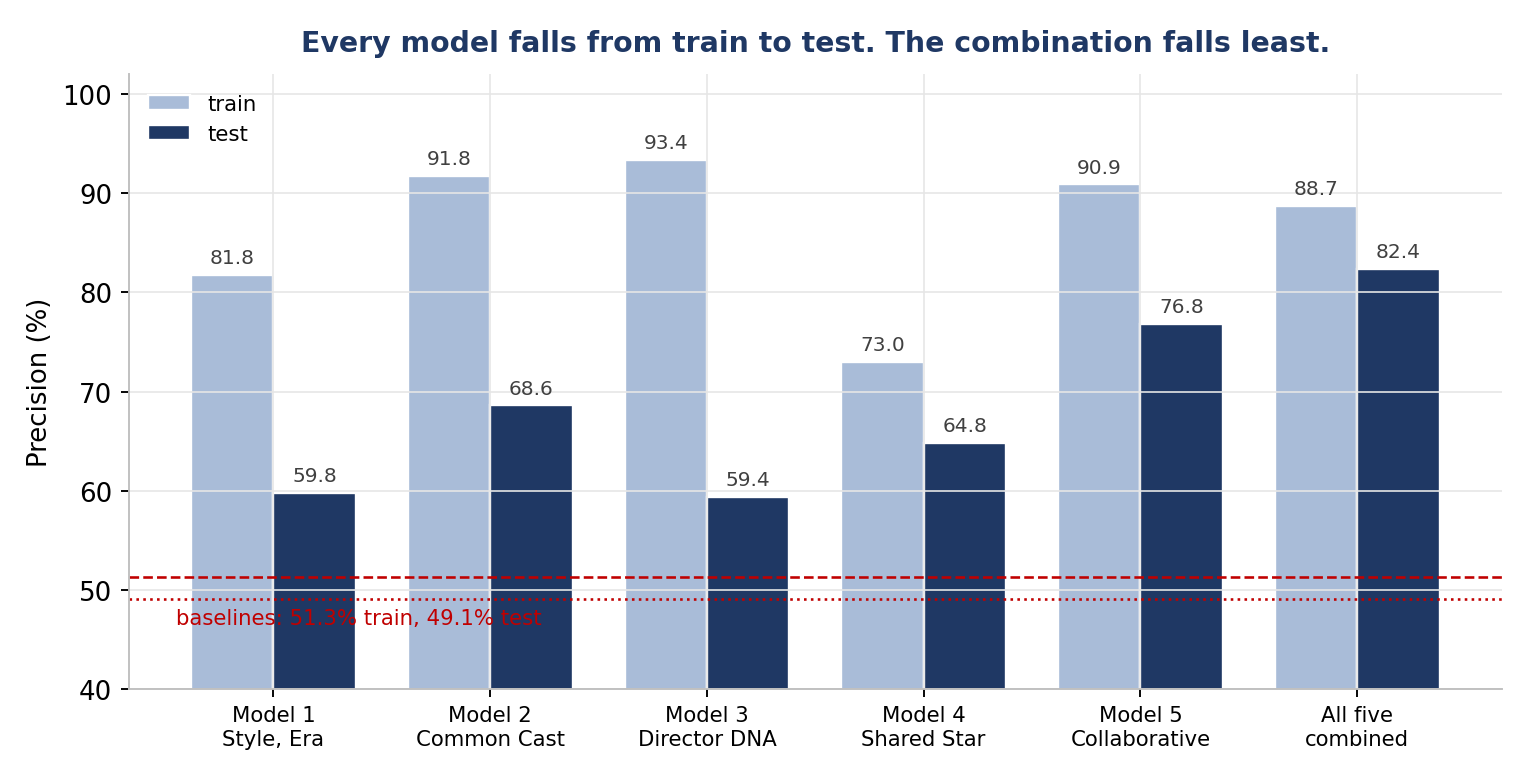 Every model falls from train to test. The combination falls least.
train
test
Precision (%)
100
90
80
70
60
50
40
81.8
59.8
91.8
68.6
93.4
59.4
73.0
64.8
90.9
76.8
88.7
82.4
baselines: 51.3% train, 49.1% test
Model 1
Style, Era
Model 2
Common Cast
Model 3
Director DNA
Model 4
Shared Star
Model 5
Collaborative
All five
combined